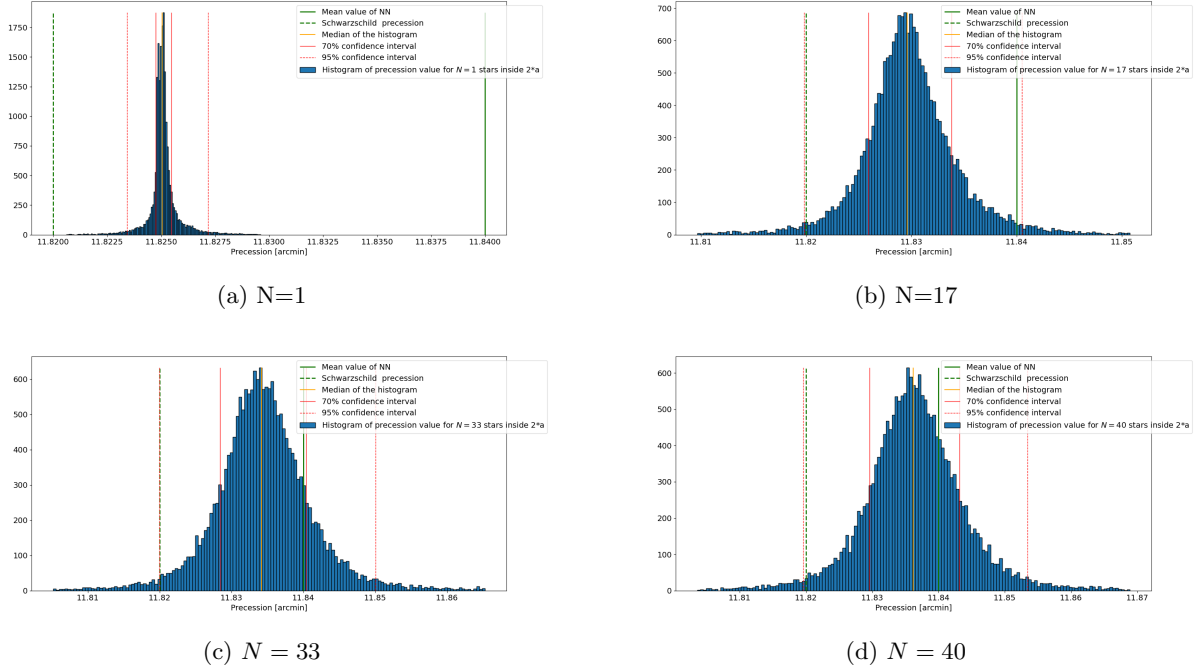 Mean value of NN
Schwarzschild precession
Median of the histogram
70% confidence interval
95% confidence interval
Histogram of precession value for N = 1 stars inside 2*a
1750
1500
1250
1000
750
500
250
0
11.820 11.8225 11.825 11.8275 11.8300 11.8325 11.835 11.8375 11.840
Precession [arcmin]
(a) N=1
Mean value of NN
Schwarzschild precession
Median of the histogram
70% confidence interval
95% confidence interval
Histogram of precession value for N = 17 stars inside 2*a
700
600
500
400
300
200
100
0
11.81 11.82 11.83 11.84 11.85
Precession [arcmin]
(b) N=17
Mean value of NN
Schwarzschild precession
Median of the histogram
70% confidence interval
95% confidence interval
Histogram of precession value for N = 33 stars inside 2*a
600
500
400
300
200
100
0
11.81 11.82 11.83 11.84 11.85 11.86
Precession [arcmin]
(c) N = 33
Mean value of NN
Schwarzschild precession
Median of the histogram
70% confidence interval
95% confidence interval
Histogram of precession value for N = 40 stars inside 2*a
600
500
400
300
200
100
0
11.81 11.82 11.83 11.84 11.85 11.86 11.87
Precession [arcmin]
(d) N = 40